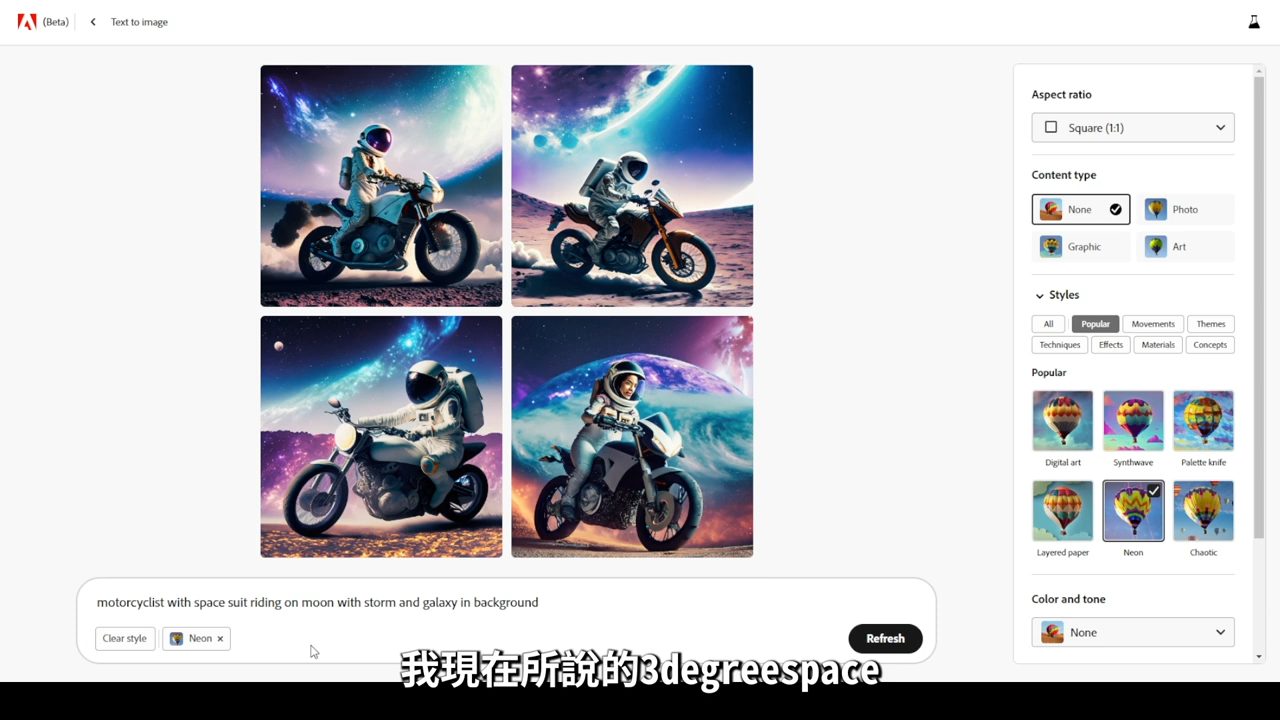 (Beta)
Text to image
Aspect ratio
Square (1:1)
Content type
None
Photo
Graphic
Art
Styles
All
Popular
Movements
Themes
Techniques
Effects
Materials
Concepts
Popular
Digital art
Synthwave
Palette knife
Layered paper
Neon
Chaotic
Color and tone
None
motorcyclist with space suit riding on moon with storm and galaxy in background
Clear style
Neon ×
Refresh
我現在所說的3degreespace